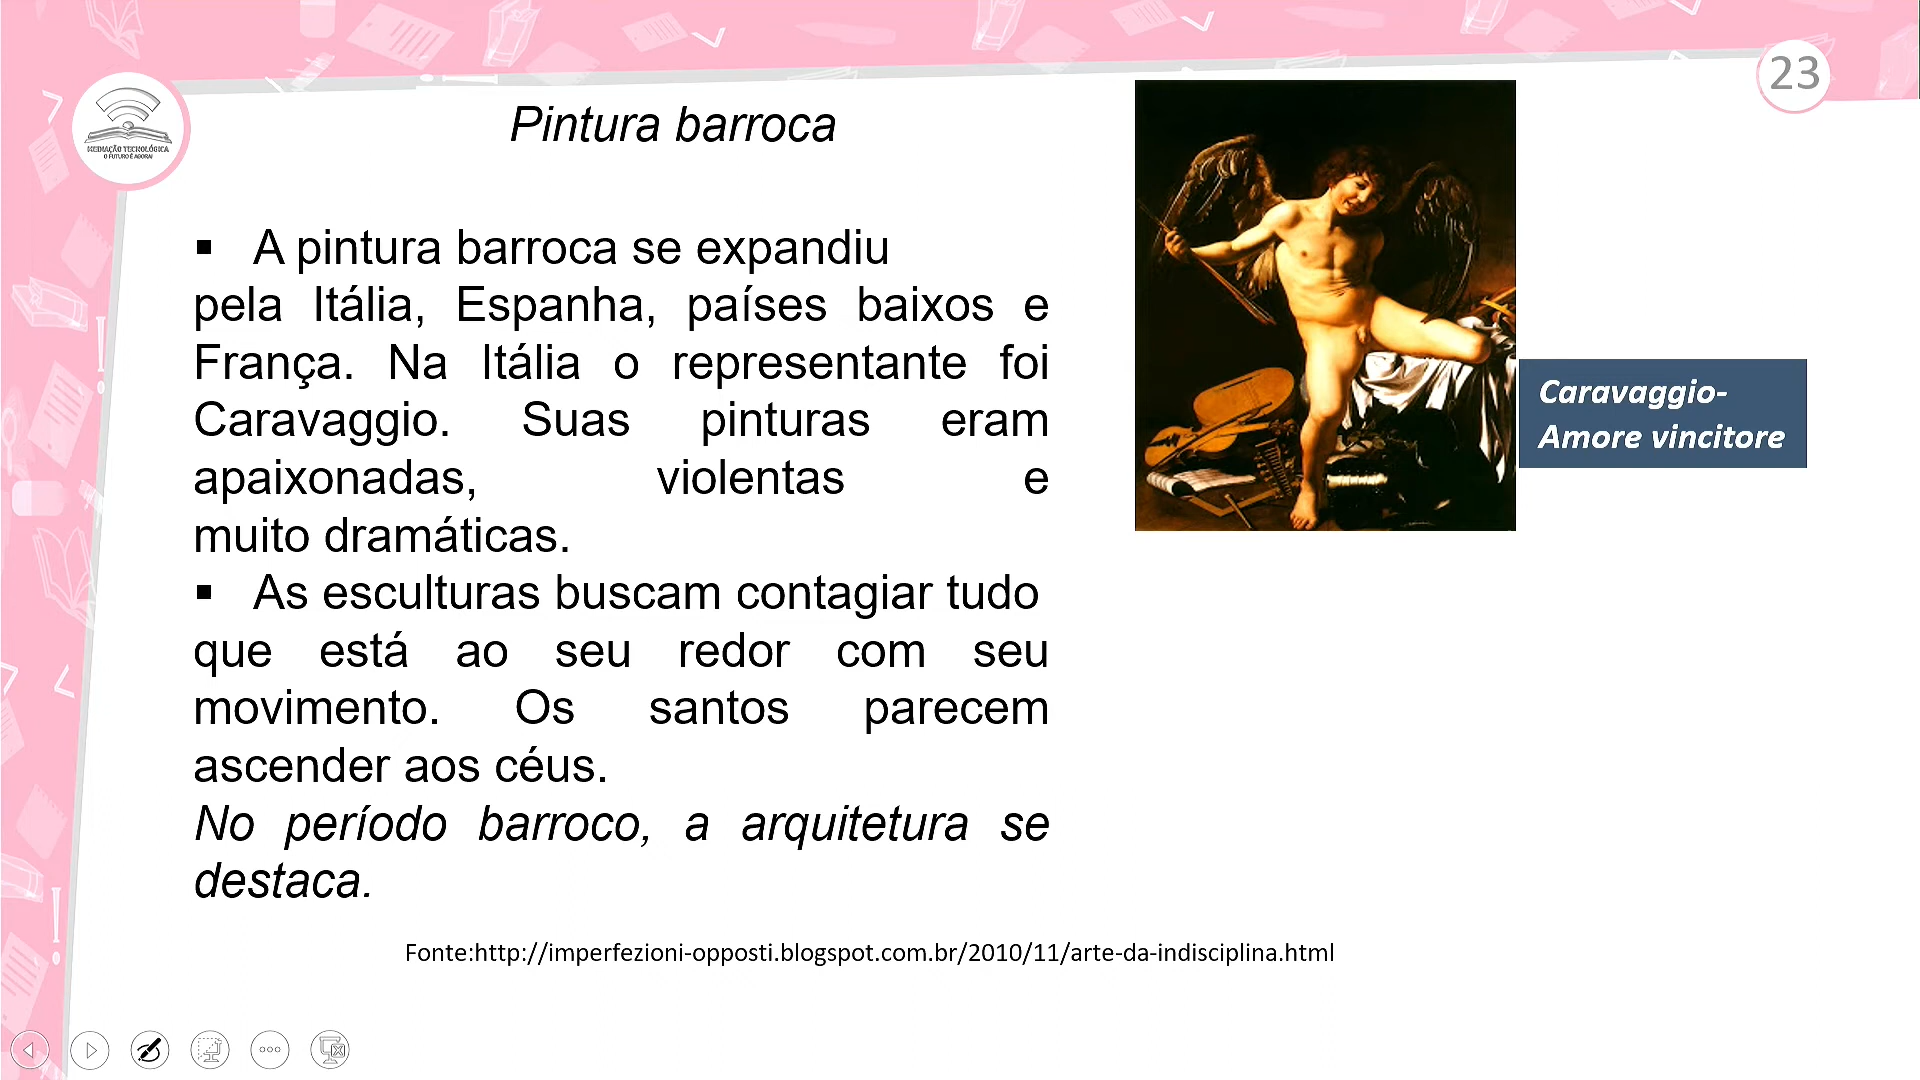 23
MEDIAÇÃO TECNOLÓGICA
O FUTURO É AGORA!
Pintura barroca
▪ A pintura barroca se expandiu
pela Itália, Espanha, países baixos e
França. Na Itália o representante foi
Caravaggio. Suas pinturas eram
apaixonadas, violentas e
muito dramáticas.
▪ As esculturas buscam contagiar tudo
que está ao seu redor com seu
movimento. Os santos parecem
ascender aos céus.
No período barroco, a arquitetura se
destaca.
Caravaggio-
Amore vincitore
Fonte:http://imperfezioni-opposti.blogspot.com.br/2010/11/arte-da-indisciplina.html